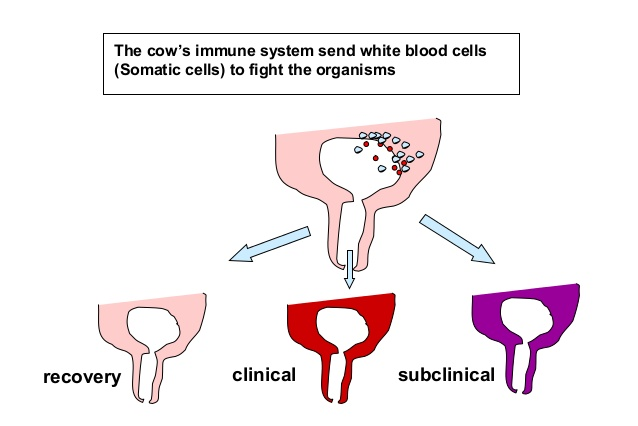 The cow's immune system send white blood cells
(Somatic cells) to fight the organisms
recovery
clinical
subclinical